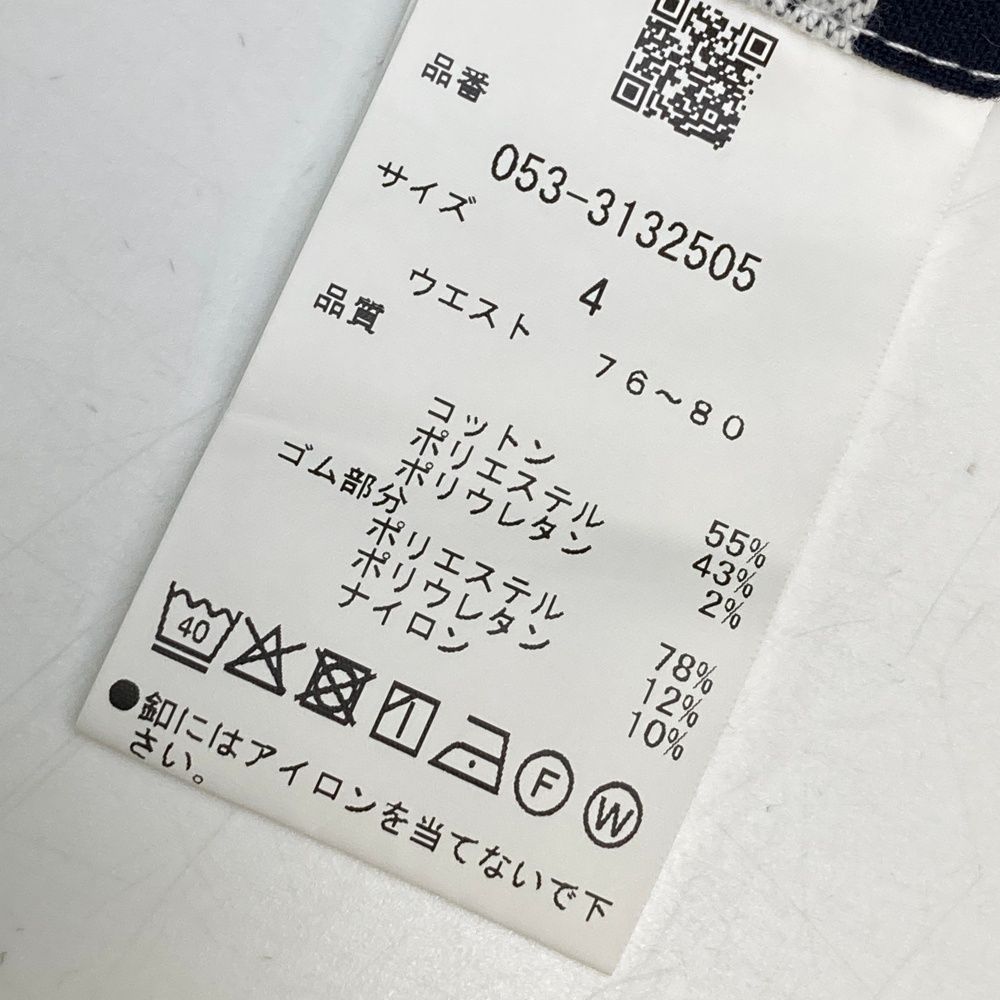 品番
053-3132505
サイズ
4
ウエスト 76〜80
品質
コットン 55%
ポリエステル 43%
ポリウレタン 2%
ゴム部分
ポリエステル 78%
ポリウレタン 12%
ナイロン 10%
40
F
W
●釦にはアイロンを当てないで下
さい。